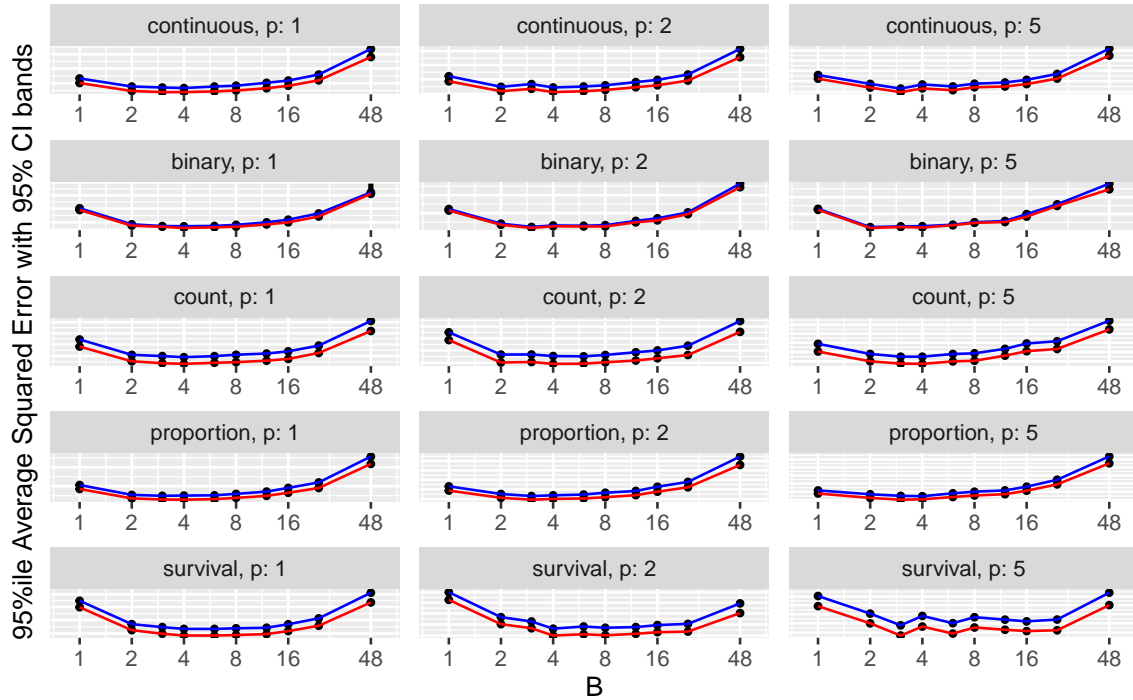 95%ile Average Squared Error with 95% CI bands
continuous, p: 1
continuous, p: 2
continuous, p: 5
1 2 4 8 16 48
1 2 4 8 16 48
1 2 4 8 16 48
binary, p: 1
binary, p: 2
binary, p: 5
1 2 4 8 16 48
1 2 4 8 16 48
1 2 4 8 16 48
count, p: 1
count, p: 2
count, p: 5
1 2 4 8 16 48
1 2 4 8 16 48
1 2 4 8 16 48
proportion, p: 1
proportion, p: 2
proportion, p: 5
1 2 4 8 16 48
1 2 4 8 16 48
1 2 4 8 16 48
survival, p: 1
survival, p: 2
survival, p: 5
1 2 4 8 16 48
1 2 4 8 16 48
1 2 4 8 16 48
B